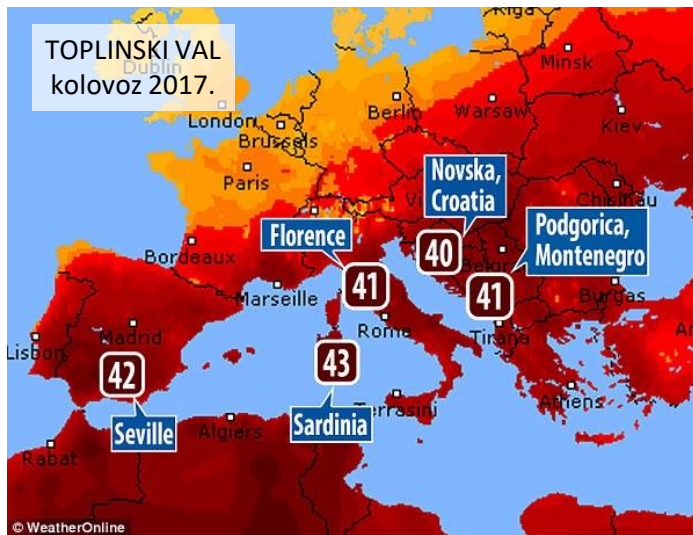 TOPLINSKI VAL
kolovoz 2017.
Riga
Dublin
Minsk
London
Berlin
Warsaw
Brussels
Kiev
Paris
Novska,
Croatia
Chisinau
Podgorica,
Montenegro
Florence
40
Bordeaux
41
41
Burgas
Marseille
Rome
Tirana
Madrid
Lisbon
42
43
Athens
Terrasini
Seville
Sardinia
Algiers
Rabat
© WeatherOnline